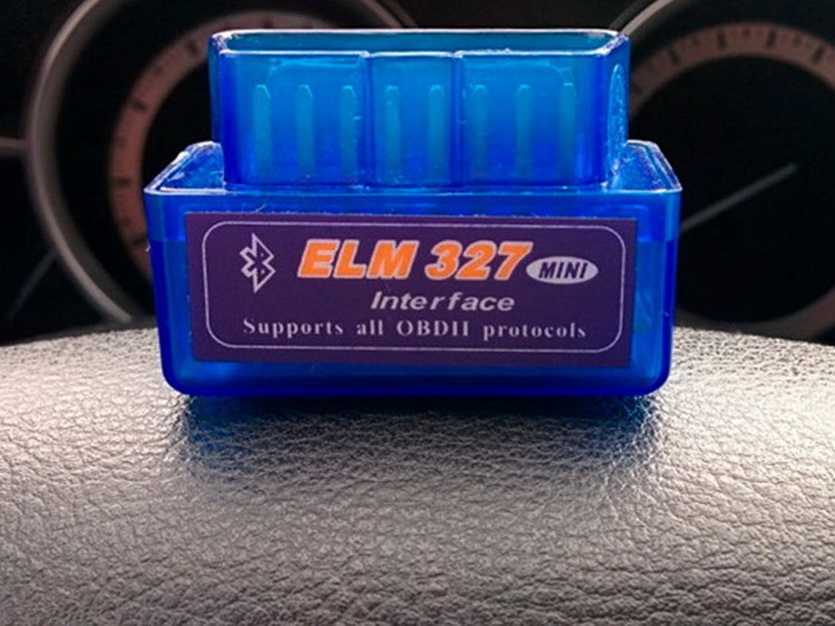 ELM 327 MINI
Interface
Supports all OBDII protocols